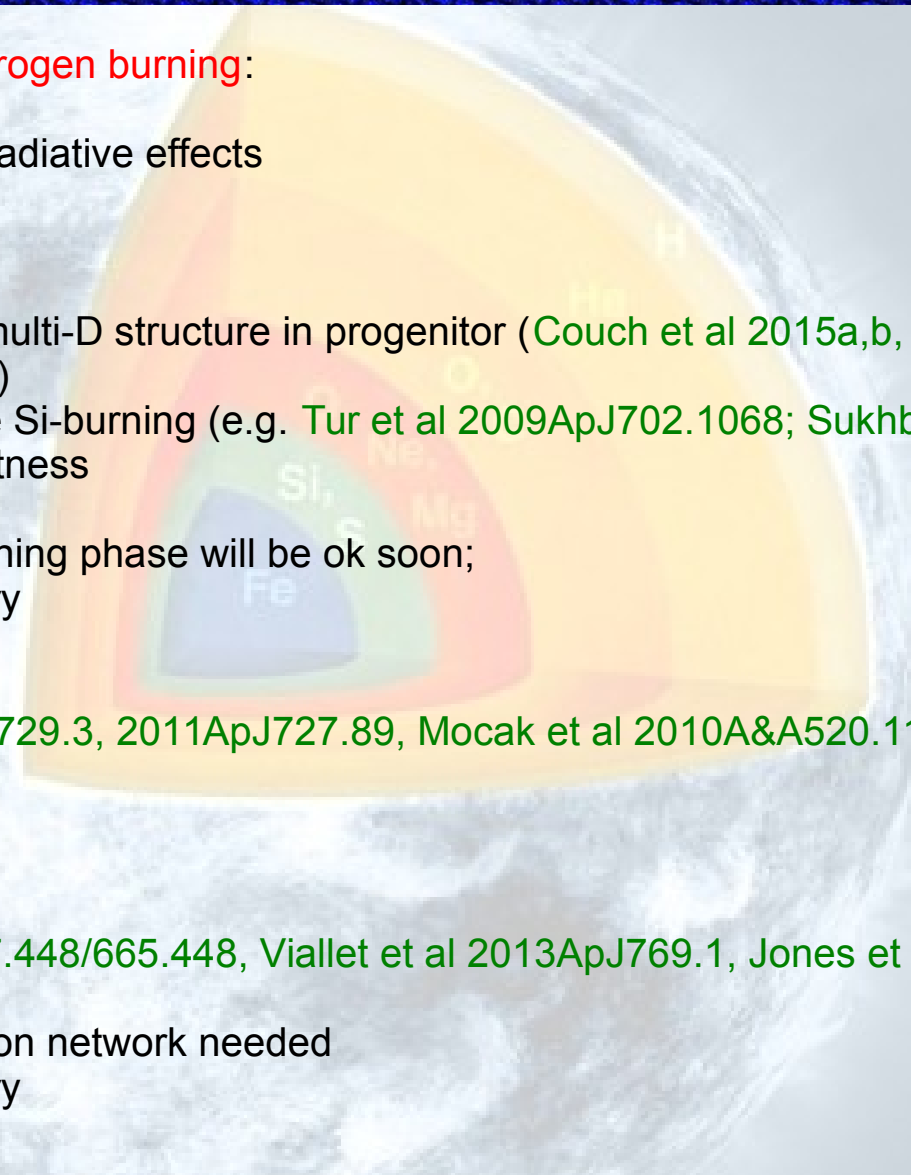 rogen burning:
adiative effects
H
He
nulti-D structure in progenitor (Couch et al 2015a,b,
)
O,
O,
e Si-burning (e.g. Tur et al 2009ApJ702.1068; Sukhb
Ne,
tness
Si,
Mg
S
ning phase will be ok soon;
Fe
ry
729.3, 2011ApJ727.89, Mocak et al 2010A&A520.11
7.448/665.448, Viallet et al 2013ApJ769.1, Jones et
on network needed
ry